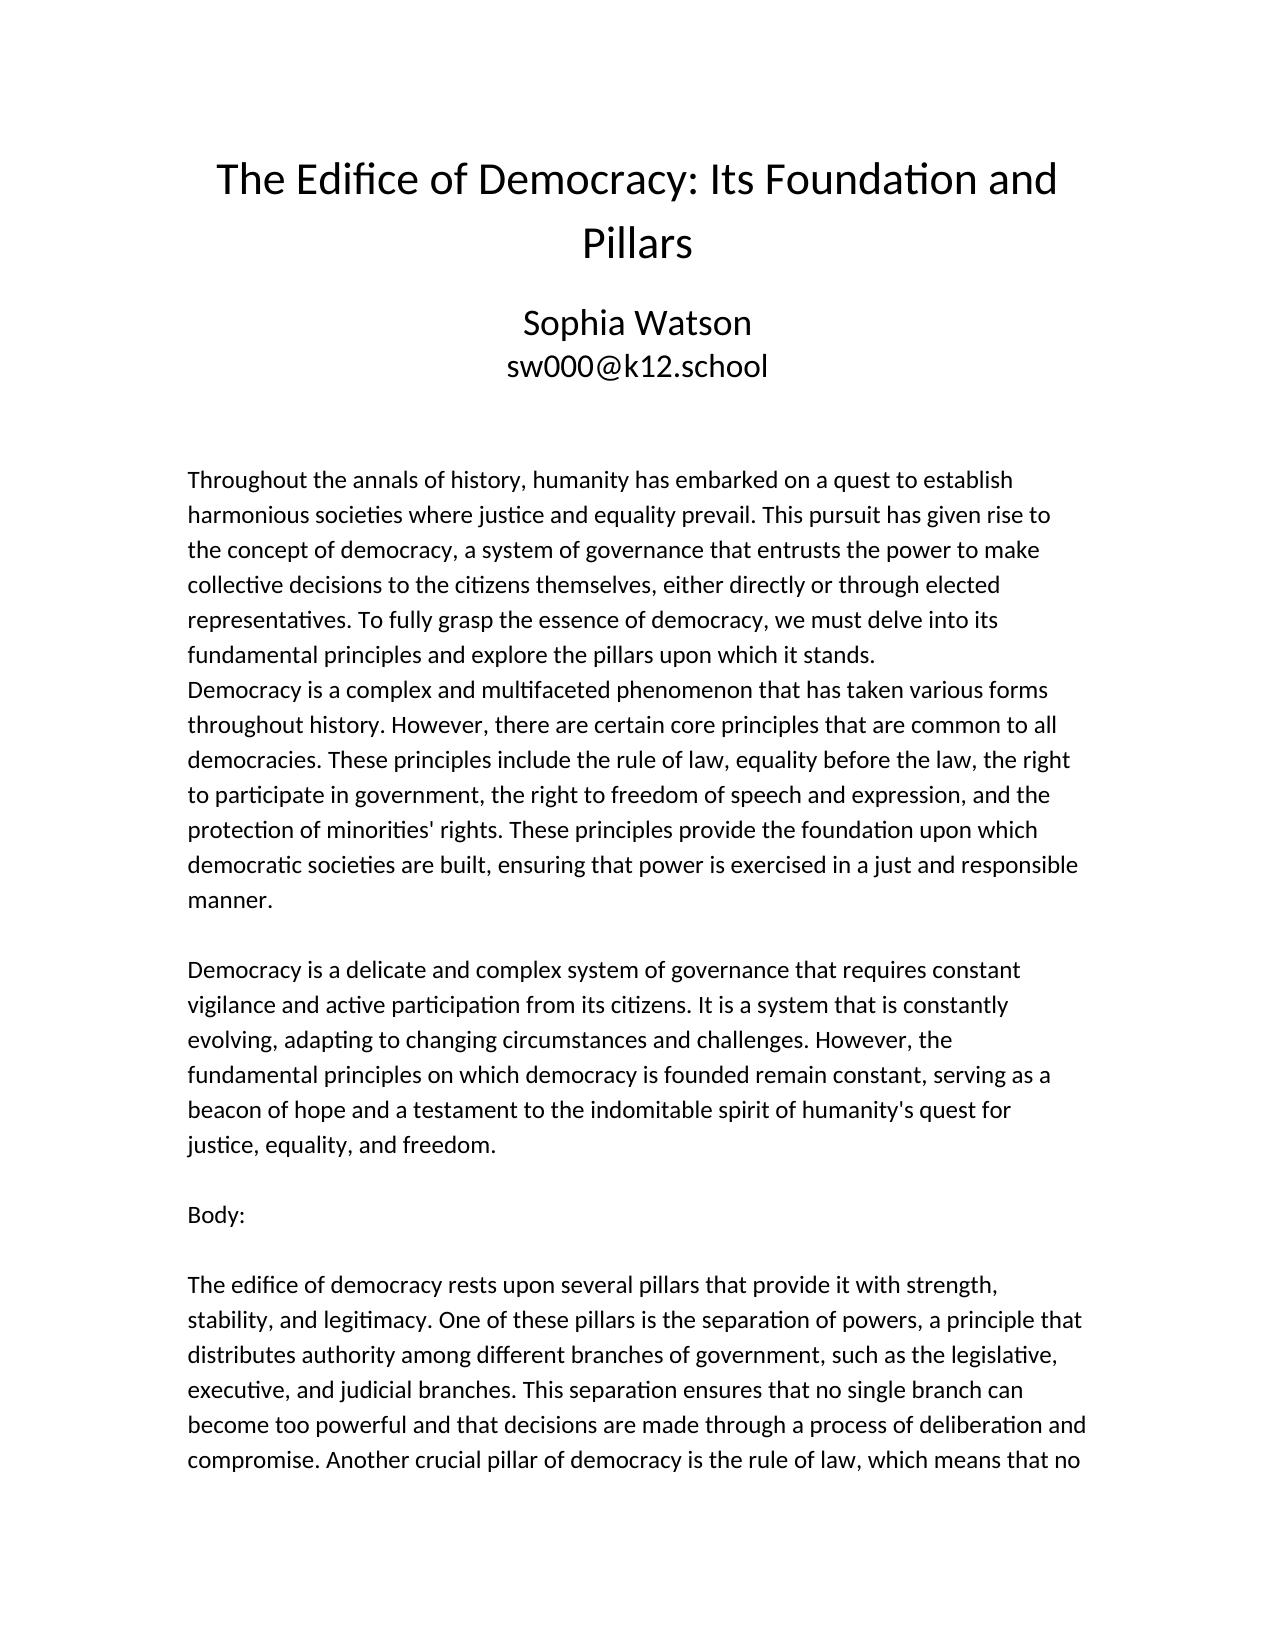 The Edifice of Democracy: Its Foundation and
Pillars
Sophia Watson
sw000@k12.school
Throughout the annals of history, humanity has embarked on a quest to establish
harmonious societies where justice and equality prevail. This pursuit has given rise to
the concept of democracy, a system of governance that entrusts the power to make
collective decisions to the citizens themselves, either directly or through elected
representatives. To fully grasp the essence of democracy, we must delve into its
fundamental principles and explore the pillars upon which it stands.
Democracy is a complex and multifaceted phenomenon that has taken various forms
throughout history. However, there are certain core principles that are common to all
democracies. These principles include the rule of law, equality before the law, the right
to participate in government, the right to freedom of speech and expression, and the
protection of minorities' rights. These principles provide the foundation upon which
democratic societies are built, ensuring that power is exercised in a just and responsible
manner.
Democracy is a delicate and complex system of governance that requires constant
vigilance and active participation from its citizens. It is a system that is constantly
evolving, adapting to changing circumstances and challenges. However, the
fundamental principles on which democracy is founded remain constant, serving as a
beacon of hope and a testament to the indomitable spirit of humanity's quest for
justice, equality, and freedom.
Body:
The edifice of democracy rests upon several pillars that provide it with strength,
stability, and legitimacy. One of these pillars is the separation of powers, a principle that
distributes authority among different branches of government, such as the legislative,
executive, and judicial branches. This separation ensures that no single branch can
become too powerful and that decisions are made through a process of deliberation and
compromise. Another crucial pillar of democracy is the rule of law, which means that no